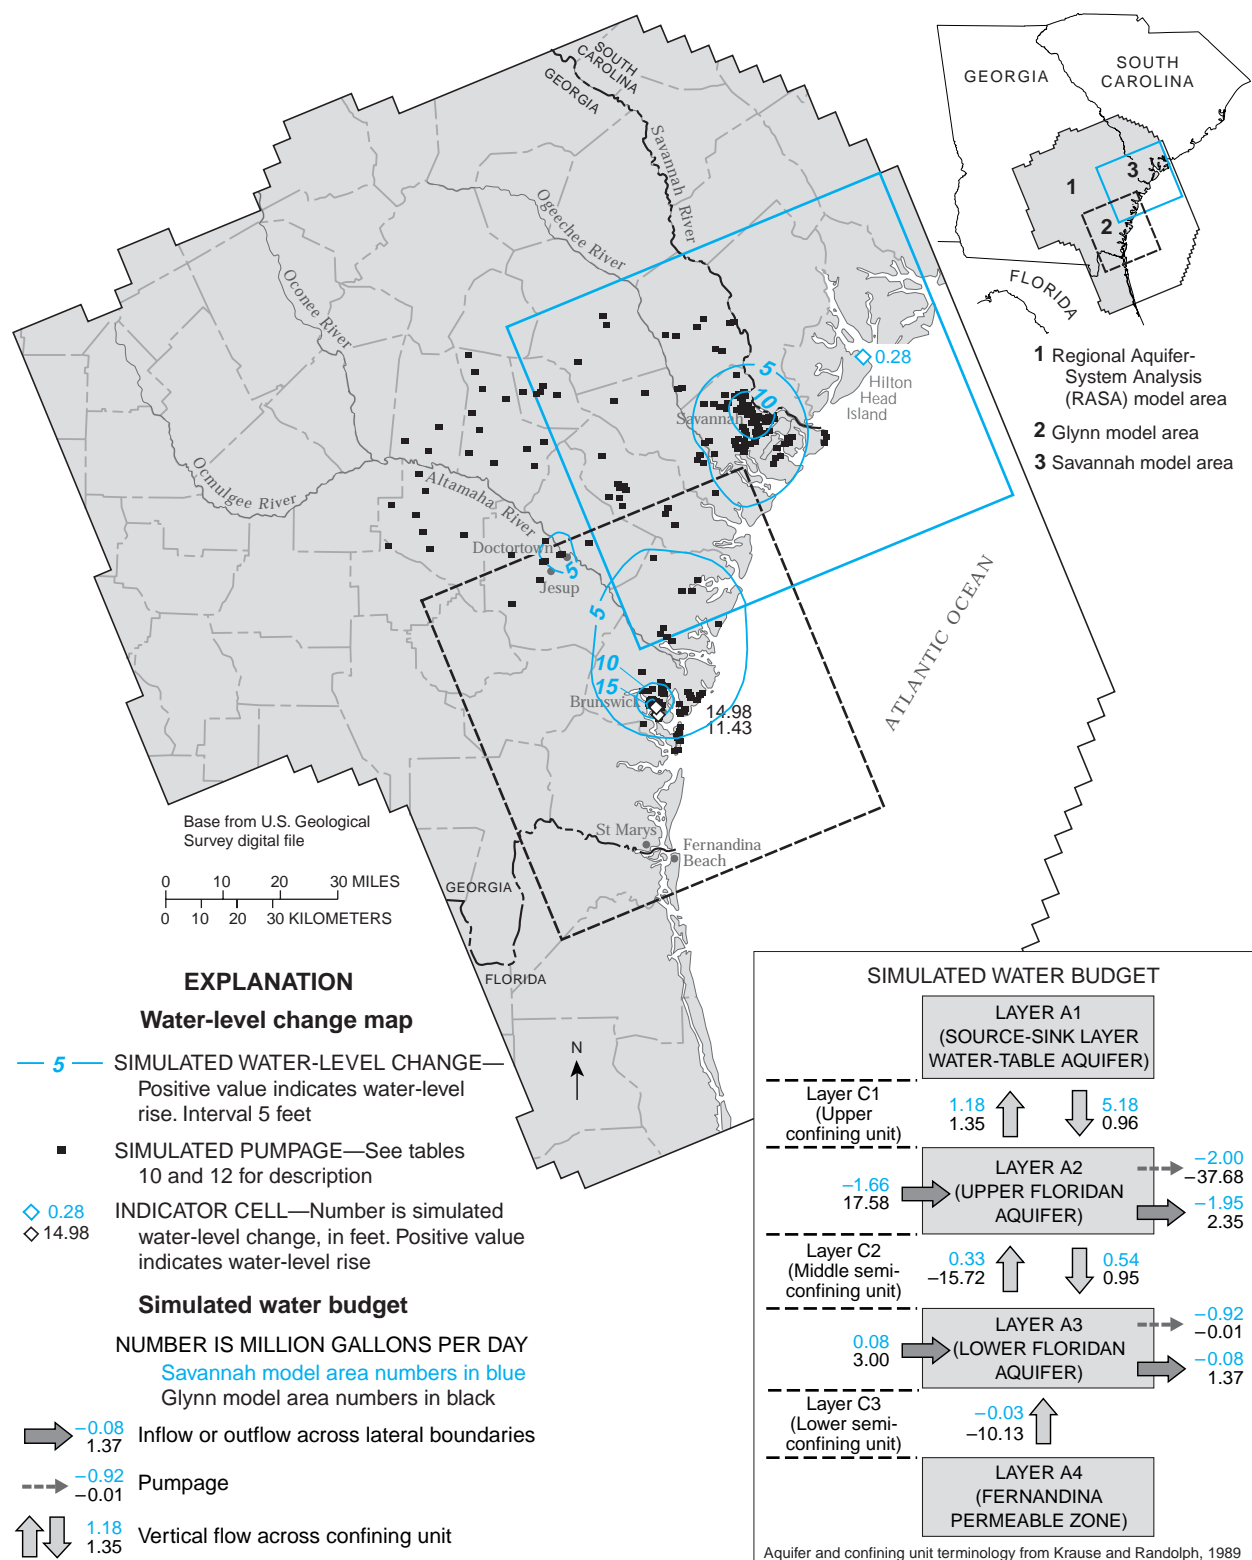 SOUTH
CAROLINA
GEORGIA
Savannah River
Ogeechee River
Oconee River
Ocmulgee River
Altamaha River
5
10
Savannah
0.28
Hilton
Head
Island
Doctortown
5
Jesup
5
10
15
Brunswick
14.98
11.43
ATLANTIC OCEAN
St Marys
Fernandina
Beach
GEORGIA
FLORIDA
Base from U.S. Geological
Survey digital file
0 10 20 30 MILES
0 10 20 30 KILOMETERS
N
GEORGIA
SOUTH
CAROLINA
FLORIDA
1
2
3
1 Regional Aquifer-
System Analysis
(RASA) model area
2 Glynn model area
3 Savannah model area
EXPLANATION
Water-level change map
5 SIMULATED WATER-LEVEL CHANGE—
Positive value indicates water-level
rise. Interval 5 feet
SIMULATED PUMPAGE—See tables
10 and 12 for description
0.28 INDICATOR CELL—Number is simulated
14.98 water-level change, in feet. Positive value
indicates water-level rise
Simulated water budget
NUMBER IS MILLION GALLONS PER DAY
Savannah model area numbers in blue
Glynn model area numbers in black
−0.08
1.37
Inflow or outflow across lateral boundaries
−0.92
−0.01
Pumpage
1.18
1.35
Vertical flow across confining unit
SIMULATED WATER BUDGET
LAYER A1
(SOURCE-SINK LAYER
WATER-TABLE AQUIFER)
Layer C1
(Upper
confining unit)
1.18
1.35
5.18
0.96
LAYER A2
(UPPER FLORIDAN
AQUIFER)
−1.66
17.58
−2.00
−37.68
−1.95
2.35
Layer C2
(Middle semi-
confining unit)
0.33
−15.72
0.54
0.95
LAYER A3
(LOWER FLORIDAN
AQUIFER)
0.08
3.00
−0.92
−0.01
−0.08
1.37
Layer C3
(Lower semi-
confining unit)
−0.03
−10.13
LAYER A4
(FERNANDINA
PERMEABLE ZONE)
Aquifer and confining unit terminology from Krause and Randolph, 1989